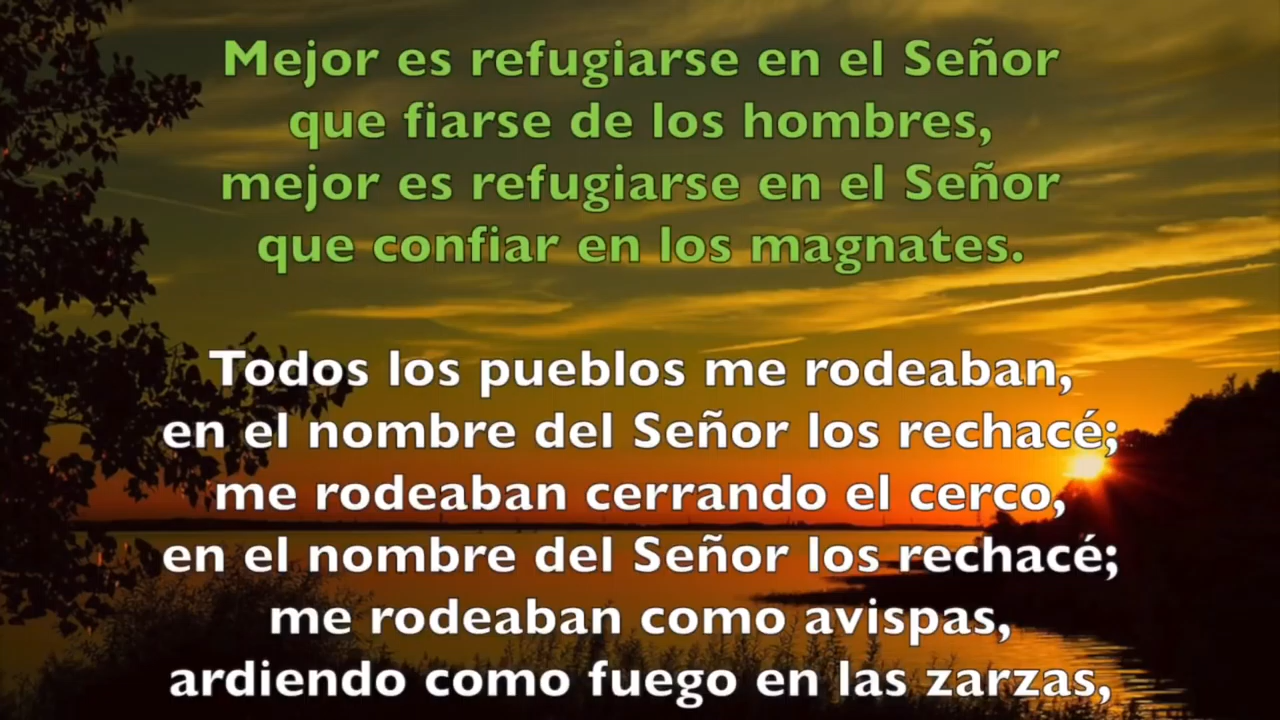 Mejor es refugiarse en el Señor
que fiarse de los hombres,
mejor es refugiarse en el Señor
que confiar en los magnates.
Todos los pueblos me rodeaban,
en el nombre del Señor los rechacé;
me rodeaban cerrando el cerco,
en el nombre del Señor los rechacé;
me rodeaban como avispas,
ardiendo como fuego en las zarzas,